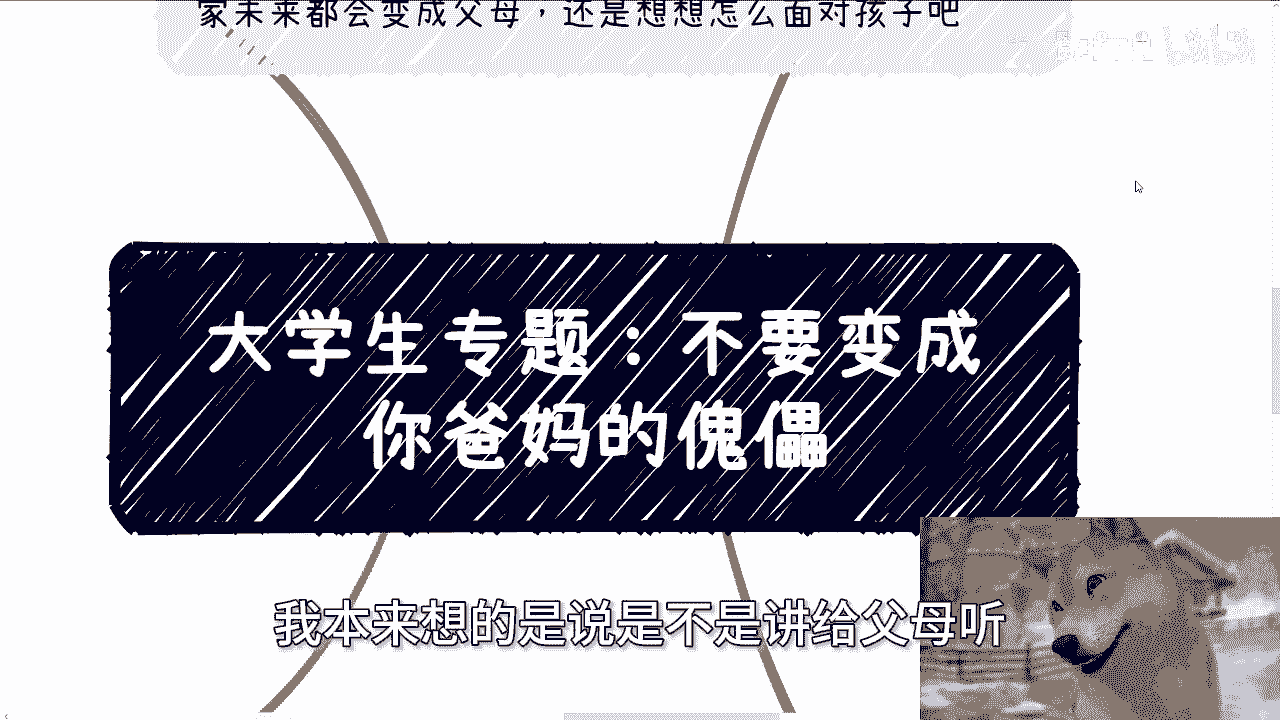 家未来都会变成父母，还是想想怎么面对孩子吧
大学生专题：不要变成
你爸妈的傀儡
我本来想的是说是不是讲给父母听